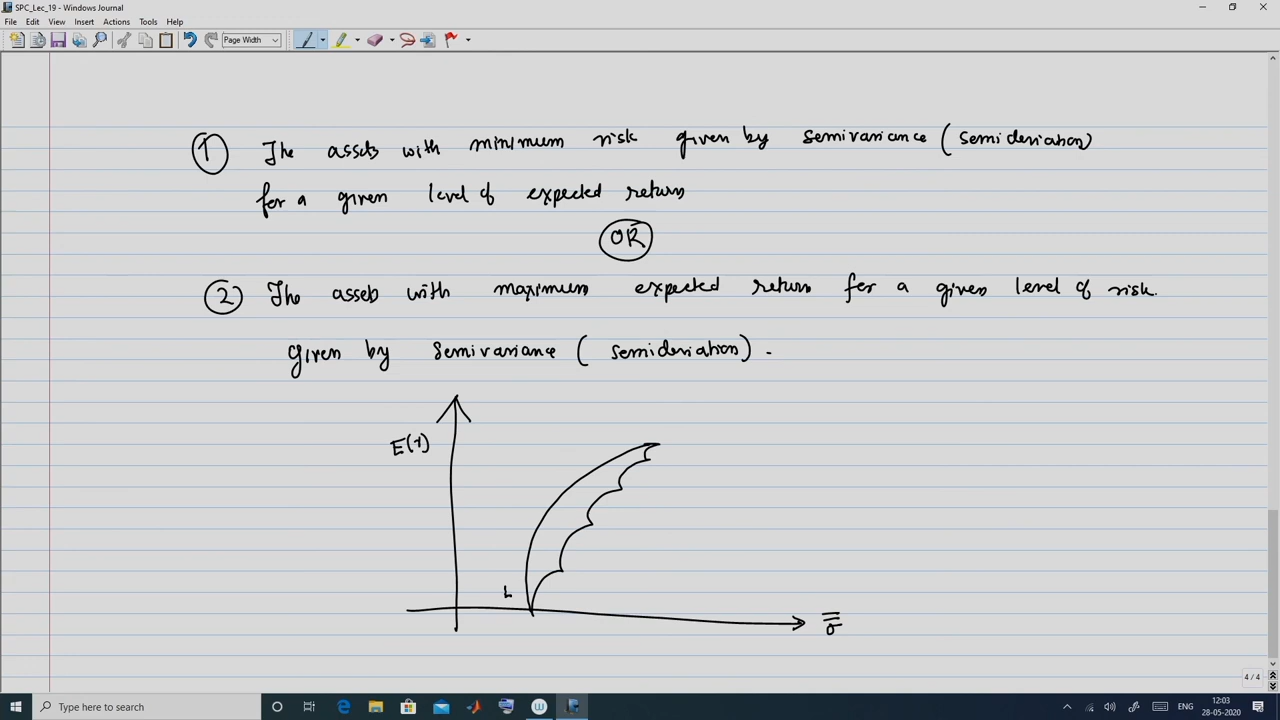 SPC_Lec_19 - Windows Journal
File Edit View Insert Actions Tools Help
Page Width
1 The assets with minimum risk given by semivariance (semideviation)
for a given level of expected return
OR
2 The assets with maximum expected return for a given level of risk.
given by semivariance (semideviation).
E(r)
L
σ
4 / 4
Type here to search
ENG
12:03
28-05-2020